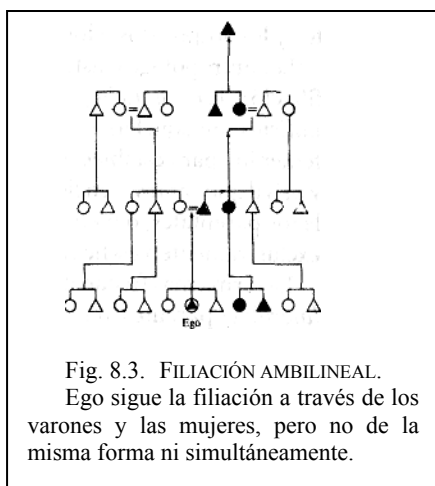 Ego
Fig. 8.3. FILIACIÓN AMBILINEAL.
Ego sigue la filiación a través de los
varones y las mujeres, pero no de la
misma forma ni simultáneamente.